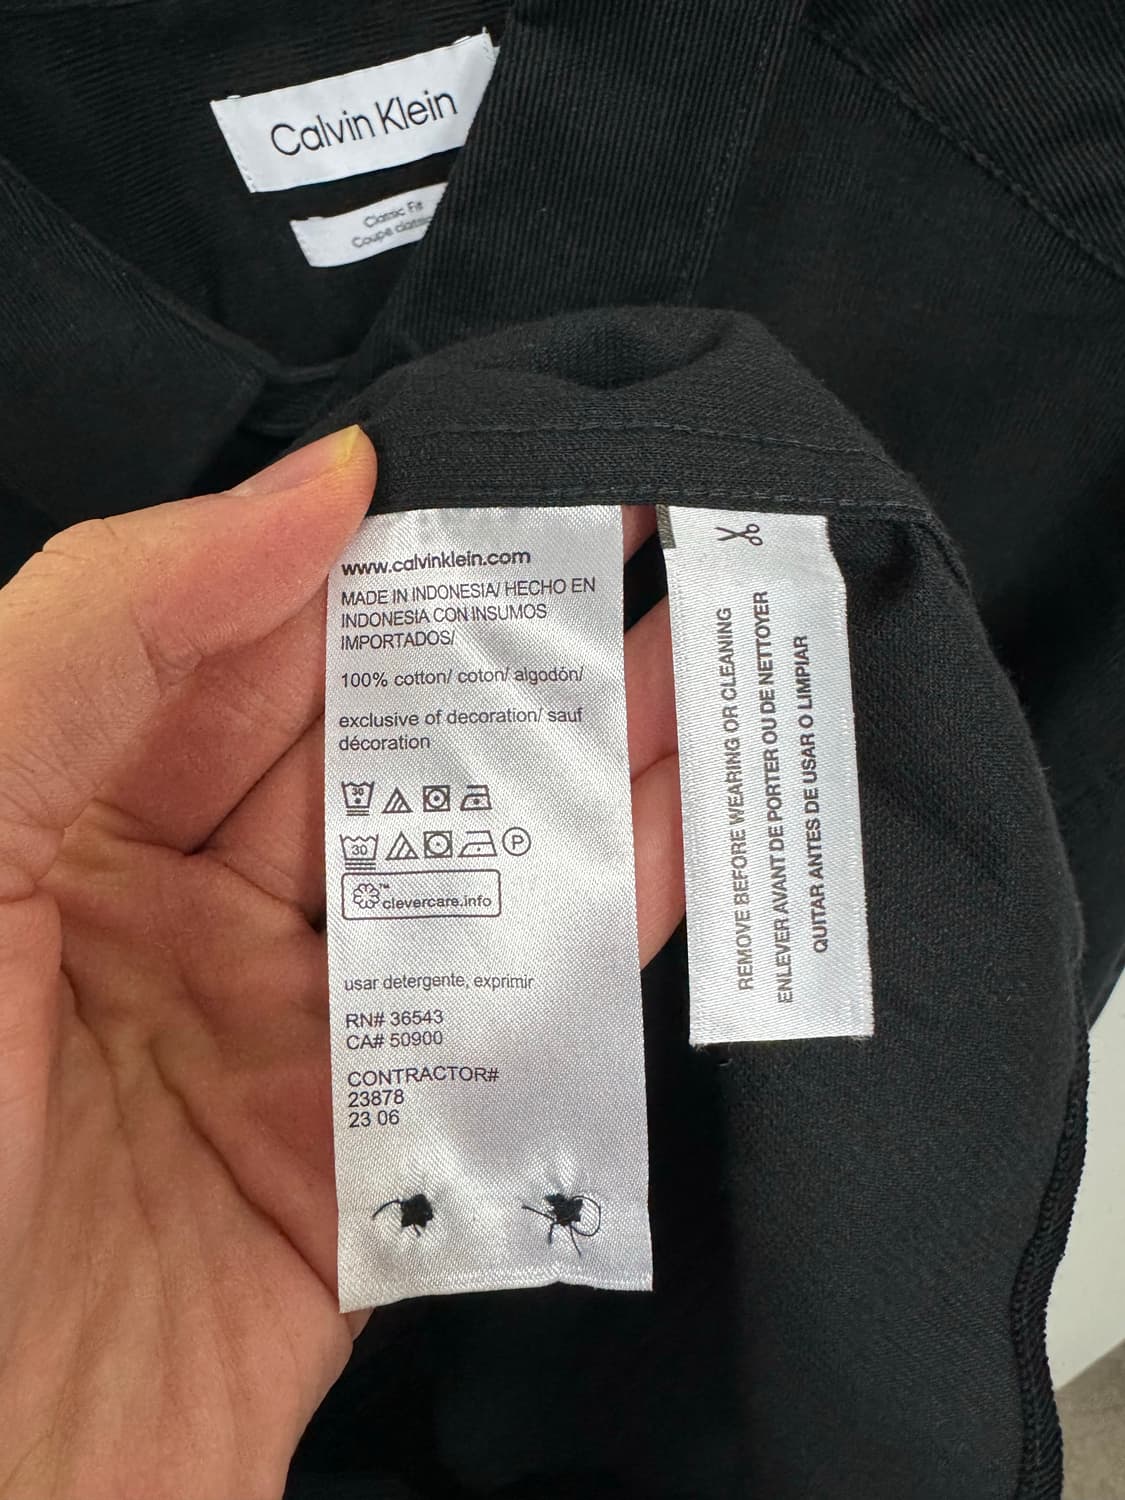 Calvin Klein
Classic Fit
Coupe
www.calvinklein.com
MADE IN INDONESIA/ HECHO EN
INDONESIA CON INSUMOS
IMPORTADOS/
100% cotton/ coton/ algodón/
exclusive of decoration/ sauf
décoration
30
30
P
™
clevercare.info
usar detergente, exprimir
RN# 36543
CA# 50900
CONTRACTOR#
23878
23 06
REMOVE BEFORE WEARING OR CLEANING
ENLEVER AVANT DE PORTER OU DE NETTOYER
QUITAR ANTES DE USAR O LIMPIAR